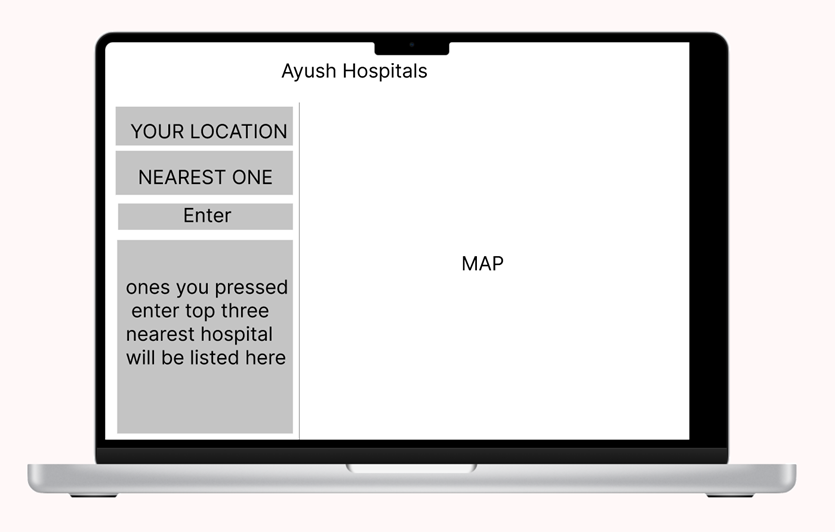 Ayush Hospitals
YOUR LOCATION
NEAREST ONE
Enter
ones you pressed
enter top three
nearest hospital
will be listed here
MAP